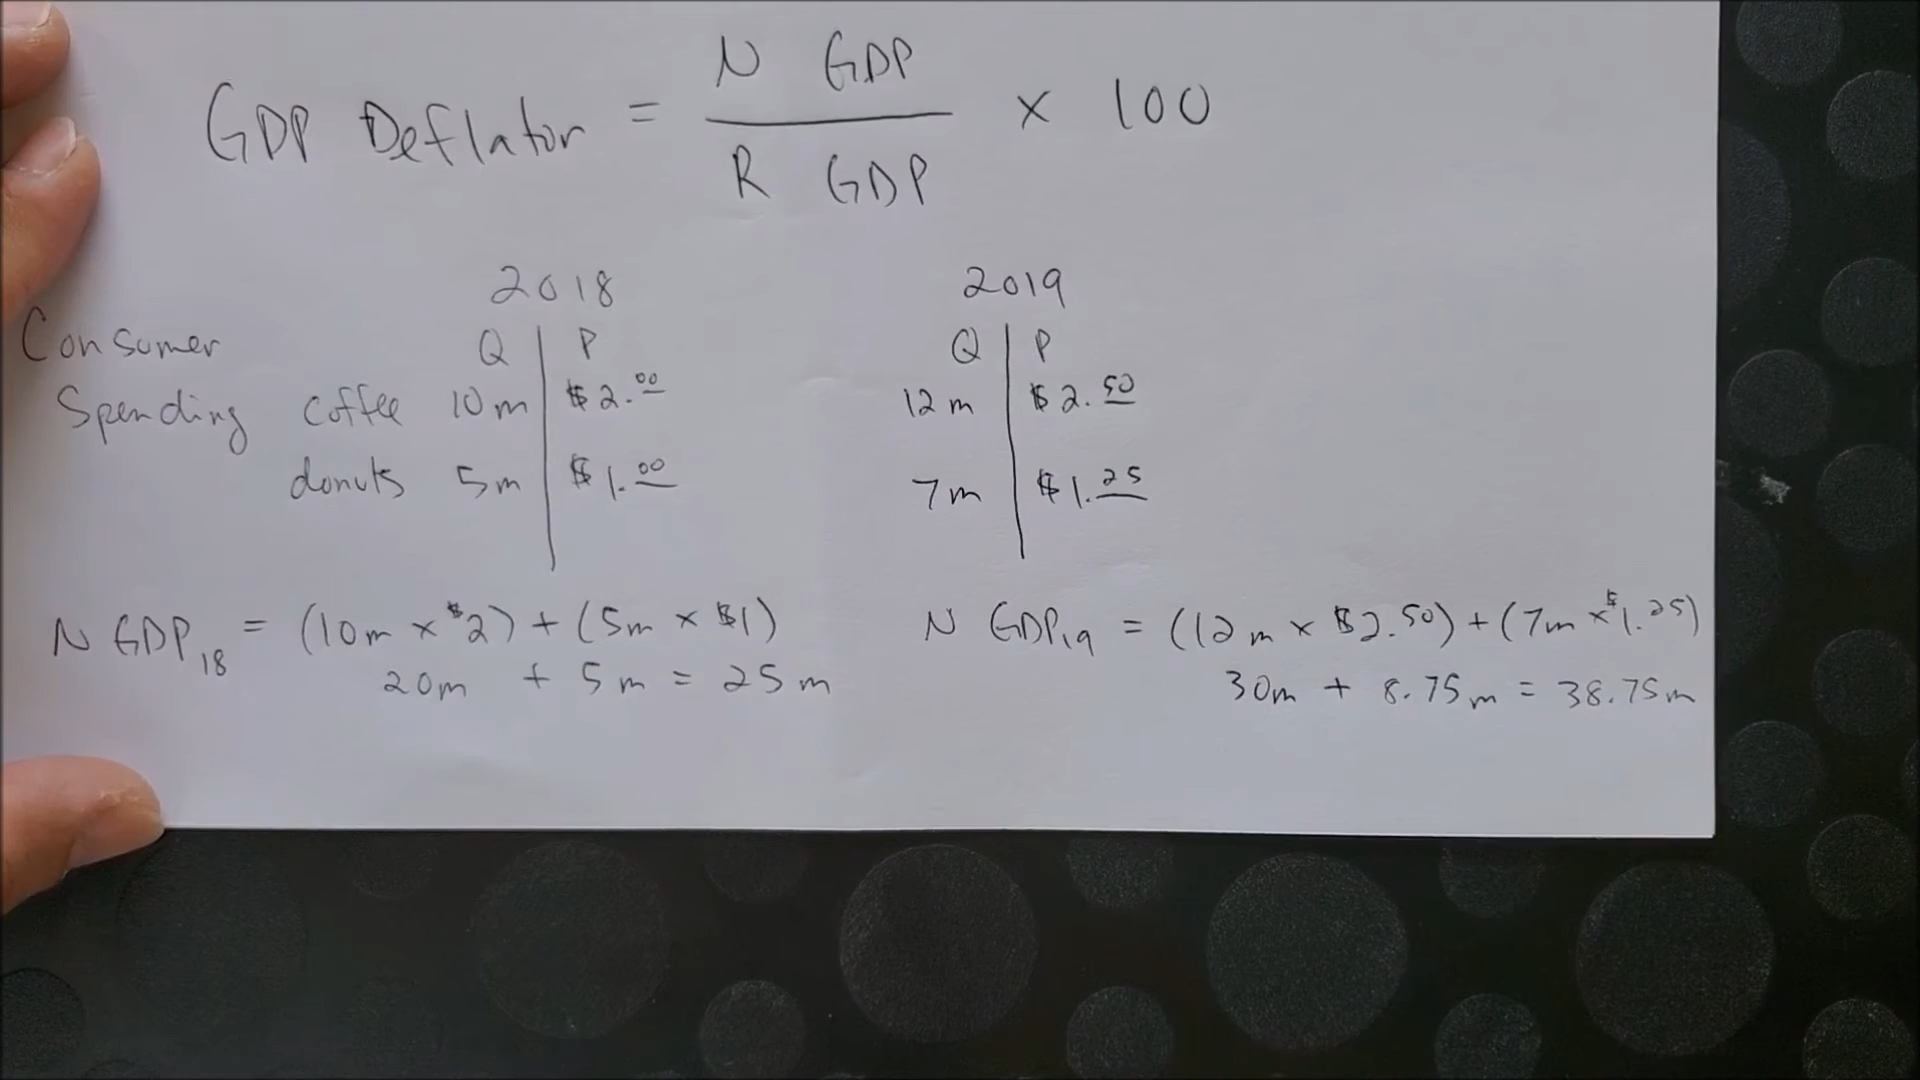 GDP Deflator = N GDP / R GDP x 100
2018 2019
Consumer Q P Q P
Spending coffee 10m $2.00 12m $2.50
donuts 5m $1.00 7m $1.25
N GDP18 = (10m x $2) + (5m x $1)
20m + 5m = 25m
N GDP19 = (12m x $2.50) + (7m x $1.25)
30m + 8.75m = 38.75m